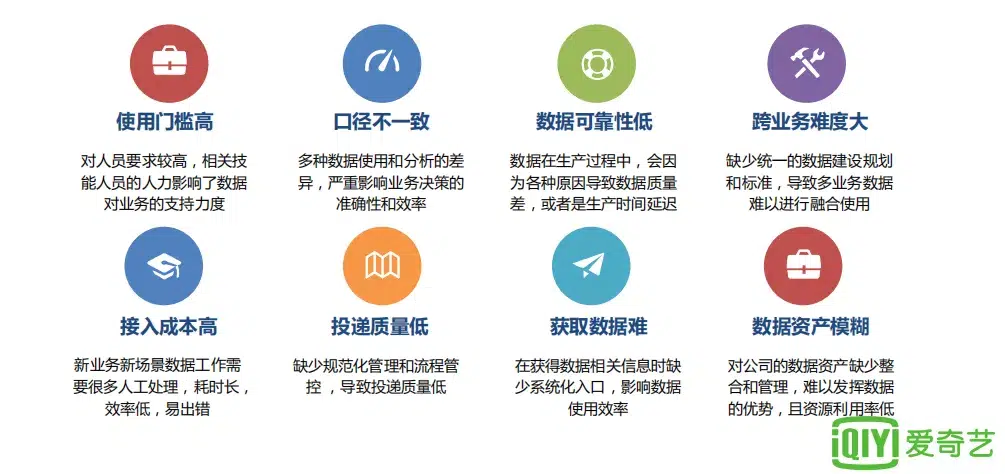 使用门槛高
对人员要求较高，相关技
能人员的人力影响了数据
对业务的支持力度
口径不一致
多种数据使用和分析的差
异，严重影响业务决策的
准确性和效率
数据可靠性低
数据在生产过程中，会因
为各种原因导致数据质量
差，或者是生产时间延迟
跨业务难度大
缺少统一的数据建设规划
和标准，导致多业务数据
难以进行融合使用
接入成本高
新业务新场景数据工作需
要很多人工处理，耗时长，
效率低，易出错
投递质量低
缺少规范化管理和流程管
控，导致投递质量低
获取数据难
在获得数据相关信息时缺
少系统化入口，影响数据
使用效率
数据资产模糊
对公司的数据资产缺少整
合和管理，难以发挥数据
的优势，且资源利用率低
iQIYI 爱奇艺